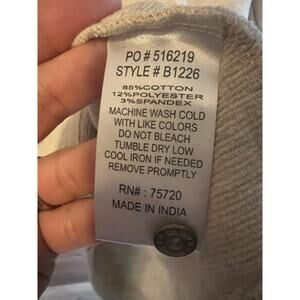 PO # 516219
STYLE # B1226
85%COTTON
12%POLYESTER
3%SPANDEX
MACHINE WASH COLD
WITH LIKE COLORS
DO NOT BLEACH
TUMBLE DRY LOW
COOL IRON IF NEEDED
REMOVE PROMPTLY
RN# : 75720
MADE IN INDIA